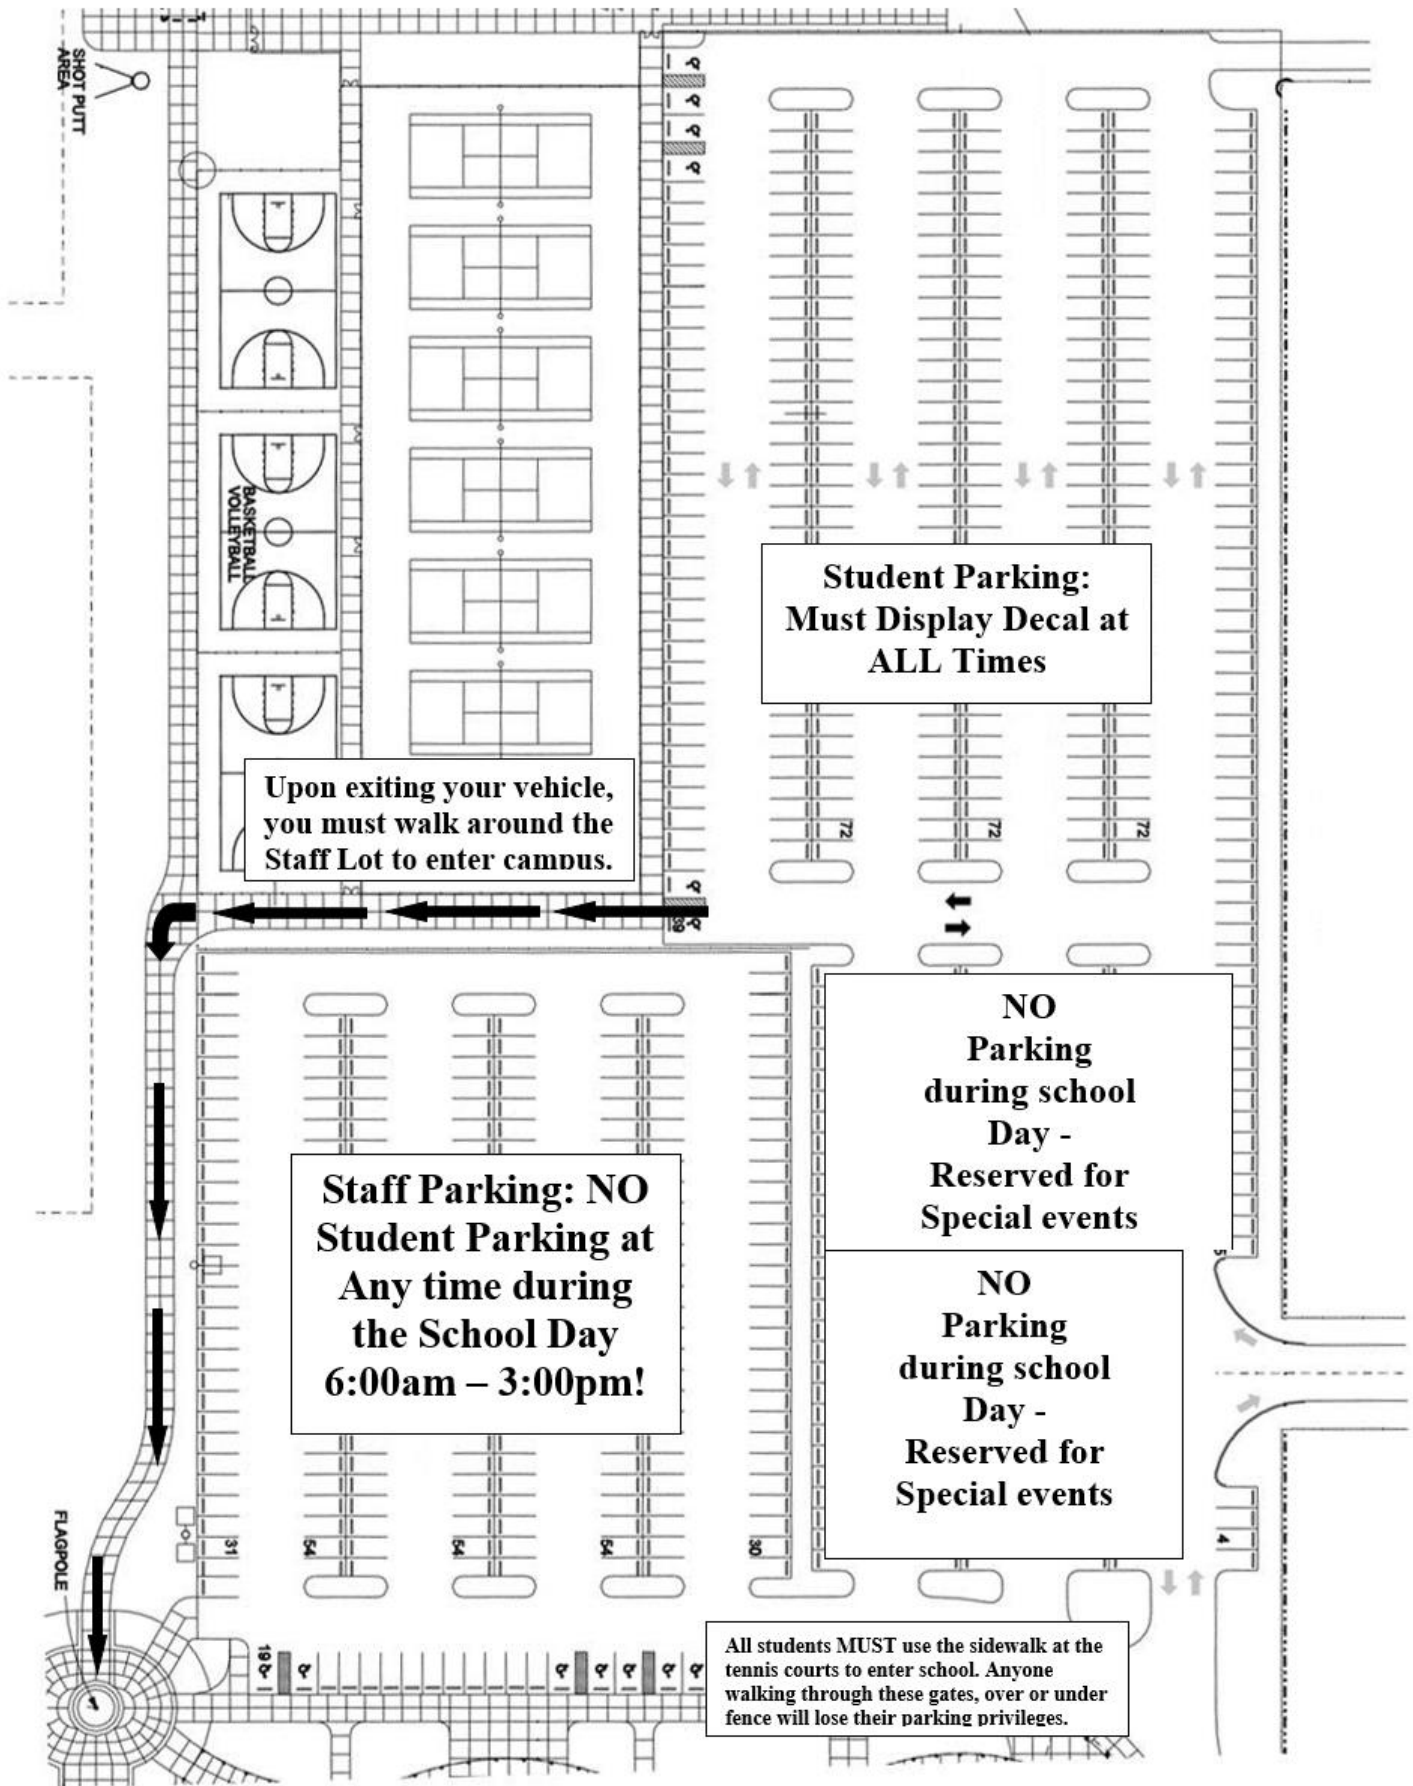 SHOT PUTT
AREA
BASKETBALL
VOLLEYBALL
Student Parking:
Must Display Decal at
ALL Times
72
72
72
Upon exiting your vehicle,
you must walk around the
Staff Lot to enter campus.
39
NO
Parking
during school
Day -
Reserved for
Special events
Staff Parking: NO
Student Parking at
Any time during
the School Day
6:00am – 3:00pm!
NO
Parking
during school
Day -
Reserved for
Special events
FLAGPOLE
31
54
54
54
30
4
19
All students MUST use the sidewalk at the
tennis courts to enter school. Anyone
walking through these gates, over or under
fence will lose their parking privileges.